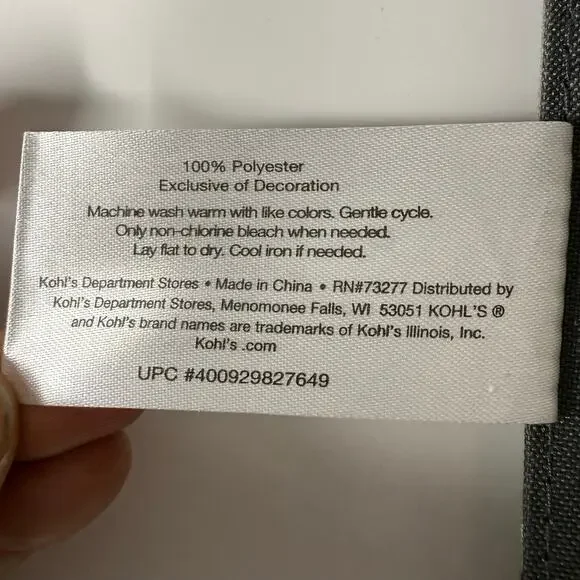 100% Polyester
Exclusive of Decoration
Machine wash warm with like colors. Gentle cycle.
Only non-chlorine bleach when needed.
Lay flat to dry. Cool iron if needed.
Kohl's Department Stores • Made in China • RN#73277 Distributed by
Kohl's Department Stores, Menomonee Falls, WI 53051 KOHL'S ®
and Kohl's brand names are trademarks of Kohl's Illinois, Inc.
Kohl's .com
UPC #400929827649